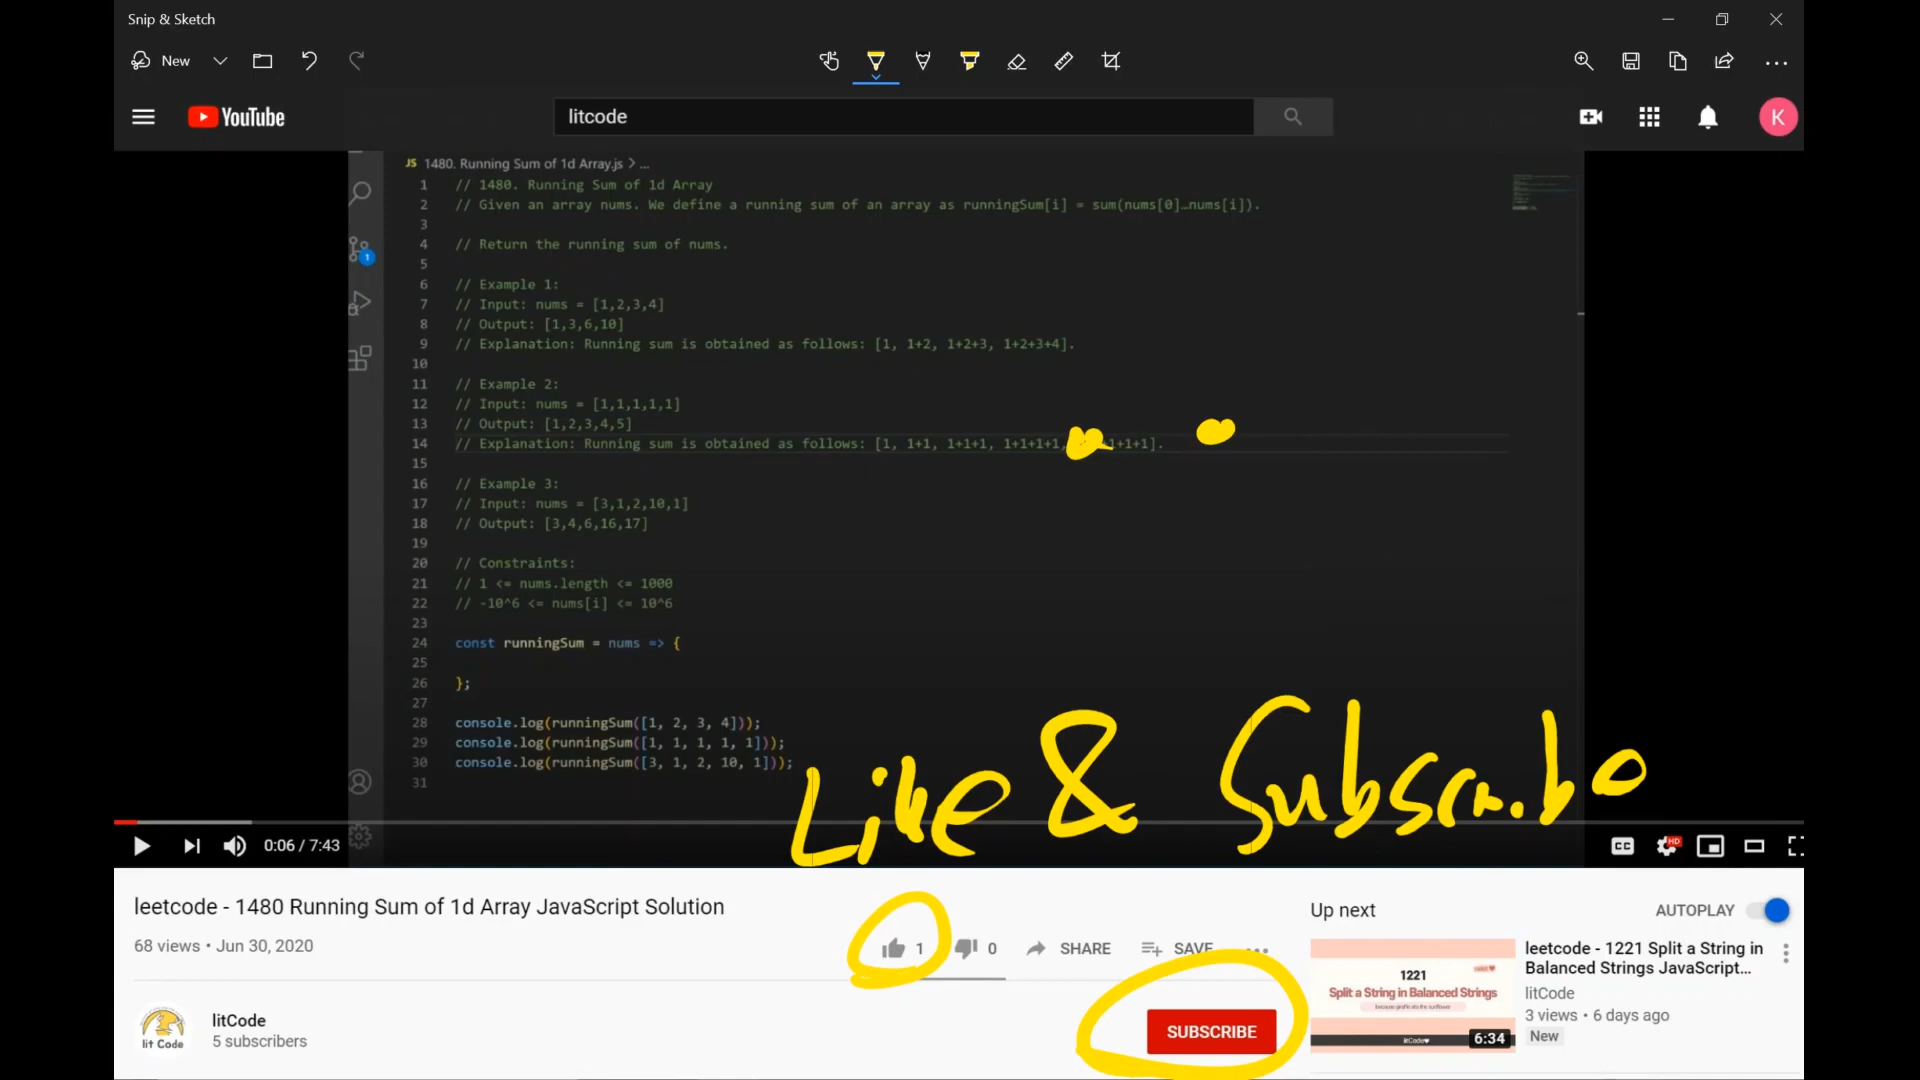 Snip & Sketch
New
YouTube
litcode
K
JS 1480. Running Sum of 1d Array.js > ...
1 // 1480. Running Sum of 1d Array
2 // Given an array nums. We define a running sum of an array as runningSum[i] = sum(nums[0]…nums[i]).
3
4 // Return the running sum of nums.
5
6 // Example 1:
7 // Input: nums = [1,2,3,4]
8 // Output: [1,3,6,10]
9 // Explanation: Running sum is obtained as follows: [1, 1+2, 1+2+3, 1+2+3+4].
10
11 // Example 2:
12 // Input: nums = [1,1,1,1,1]
13 // Output: [1,2,3,4,5]
14 // Explanation: Running sum is obtained as follows: [1, 1+1, 1+1+1, 1+1+1+1, 1+1+1].
15
16 // Example 3:
17 // Input: nums = [3,1,2,10,1]
18 // Output: [3,4,6,16,17]
19
20 // Constraints:
21 // 1 <= nums.length <= 1000
22 // -10^6 <= nums[i] <= 10^6
23
24 const runningSum = nums => {
25
26 };
27
28 console.log(runningSum([1, 2, 3, 4]));
29 console.log(runningSum([1, 1, 1, 1, 1]));
30 console.log(runningSum([3, 1, 2, 10, 1]));
31
1
Like & Subscribe
0:06 / 7:43
CC
HD
leetcode - 1480 Running Sum of 1d Array JavaScript Solution
68 views • Jun 30, 2020
1 0 SHARE SAVE ...
lit Code
litCode
5 subscribers
SUBSCRIBE
Up next
AUTOPLAY
1221
Split a String in Balanced Strings
litCode
6:34
leetcode - 1221 Split a String in
Balanced Strings JavaScript...
litCode
3 views • 6 days ago
New